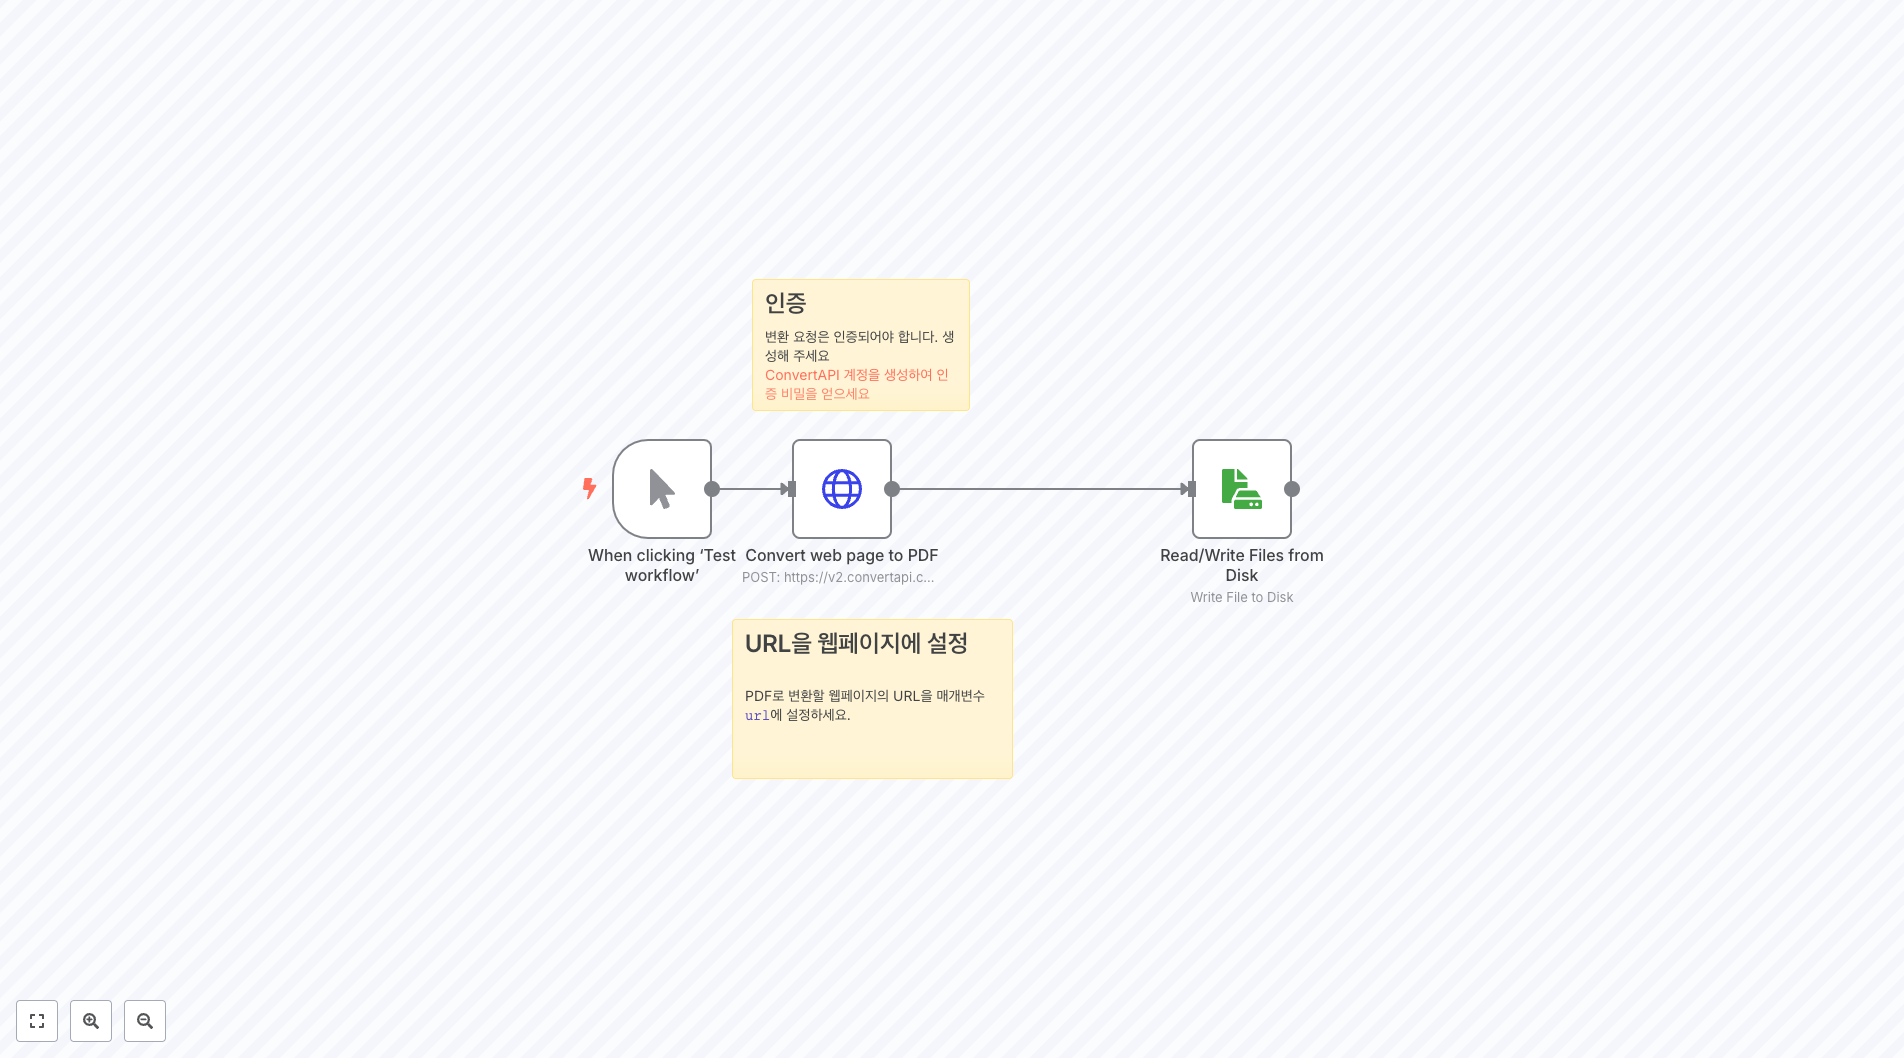 인증
변환 요청은 인증되어야 합니다. 생
성해 주세요
ConvertAPI 계정을 생성하여 인
증 비밀을 얻으세요
When clicking ‘Test
workflow’
Convert web page to PDF
POST: https://v2.convertapi.c...
Read/Write Files from
Disk
Write File to Disk
URL을 웹페이지에 설정
PDF로 변환할 웹페이지의 URL을 매개변수
url에 설정하세요.